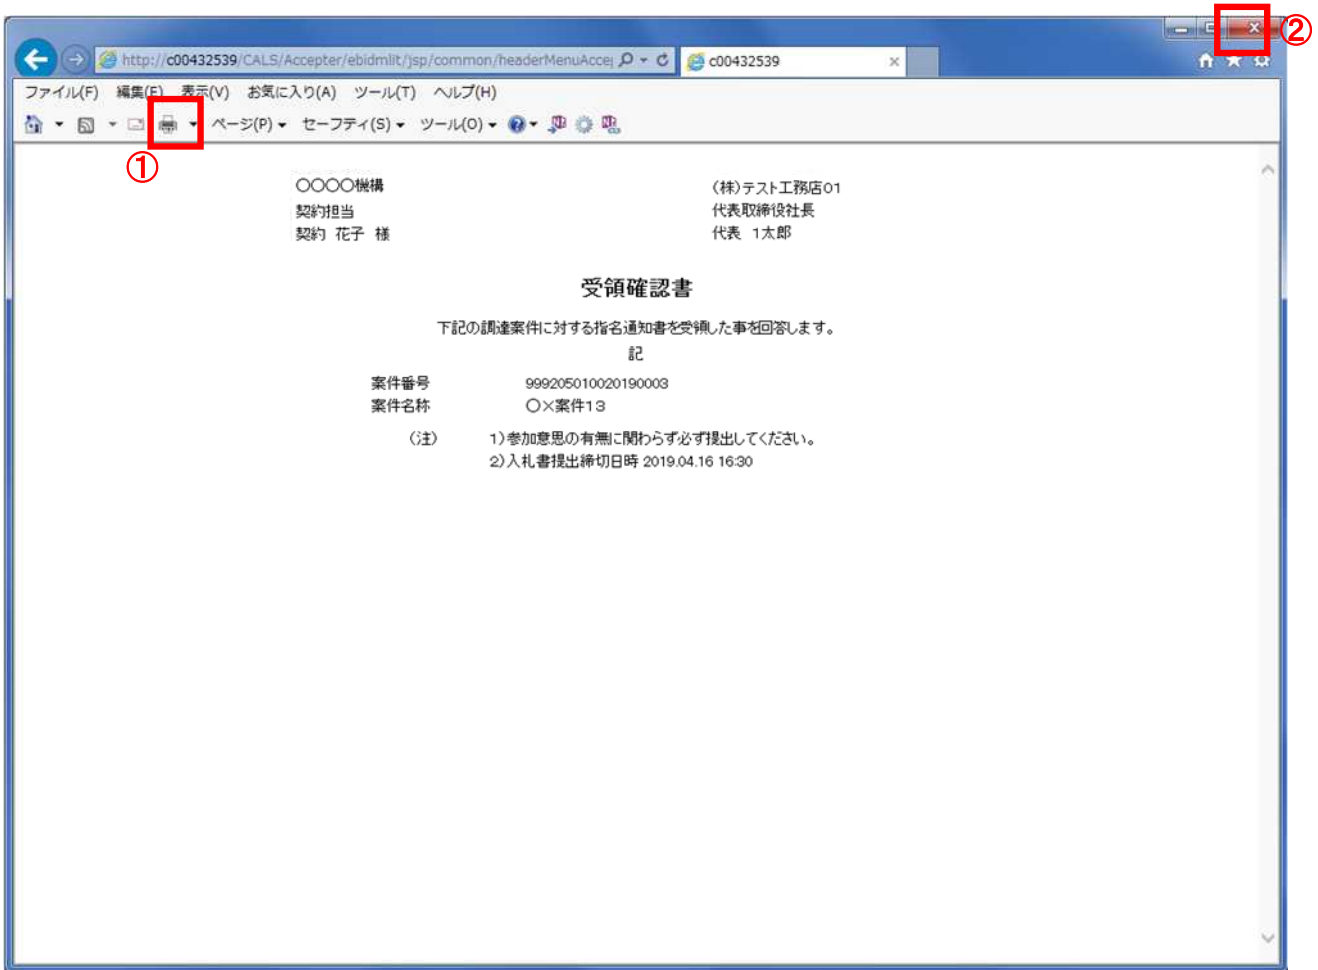 ②
http://c00432539/CALS/Accepter/ebidmlit/jsp/common/headerMenuAccej
c00432539
ファイル(F) 編集(E) 表示(V) お気に入り(A) ツール(T) ヘルプ(H)
ページ(P) セーフティ(S) ツール(O)
①
〇〇〇〇機構 (株)テスト工務店01
契約担当 代表取締役社長
契約 花子 様 代表 1太郎
受領確認書
下記の調達案件に対する指名通知書を受領した事を回答します。
記
案件番号 999205010020190003
案件名称 〇×案件13
(注) 1)参加意思の有無に関わらず必ず提出してください。
2)入札書提出締切日時 2019.04.16 16:30